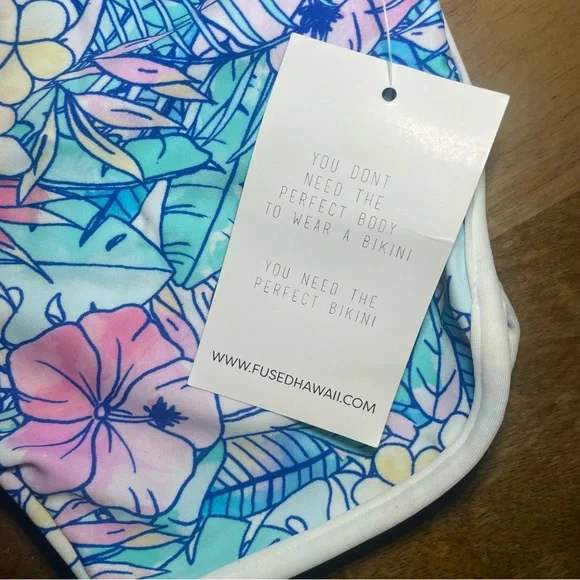 YOU DONT
NEED THE
PERFECT BODY
TO WEAR A BIKINI
YOU NEED THE
PERFECT BIKINI
WWW.FUSEDHAWAII.COM